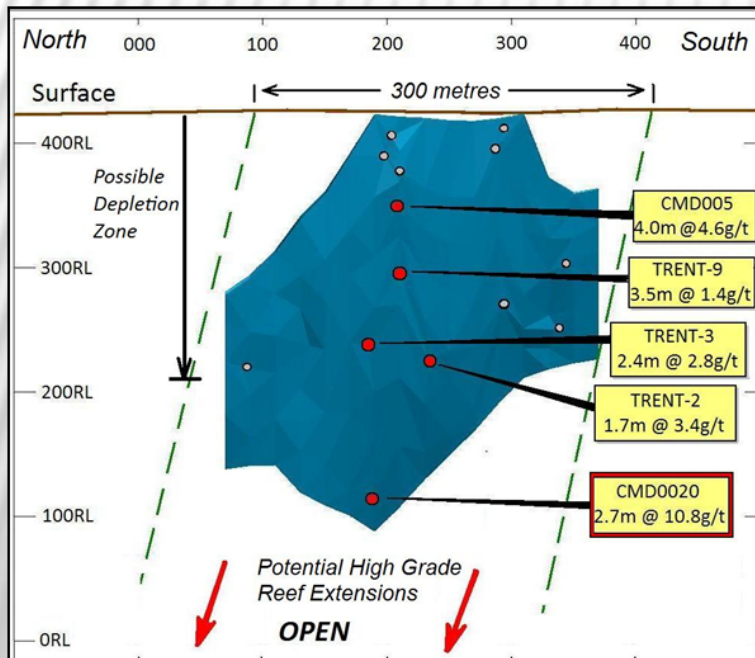 North
000
100
200
300
400
South
300 metres
Surface
400RL
Possible
Depletion
Zone
CMD005
4.0m @4.6g/t
300RL
TRENT-9
3.5m @ 1.4g/t
TRENT-3
2.4m @ 2.8g/t
200RL
TRENT-2
1.7m @ 3.4g/t
CMD0020
2.7m @ 10.8g/t
100RL
Potential High Grade
Reef Extensions
OPEN
0RL